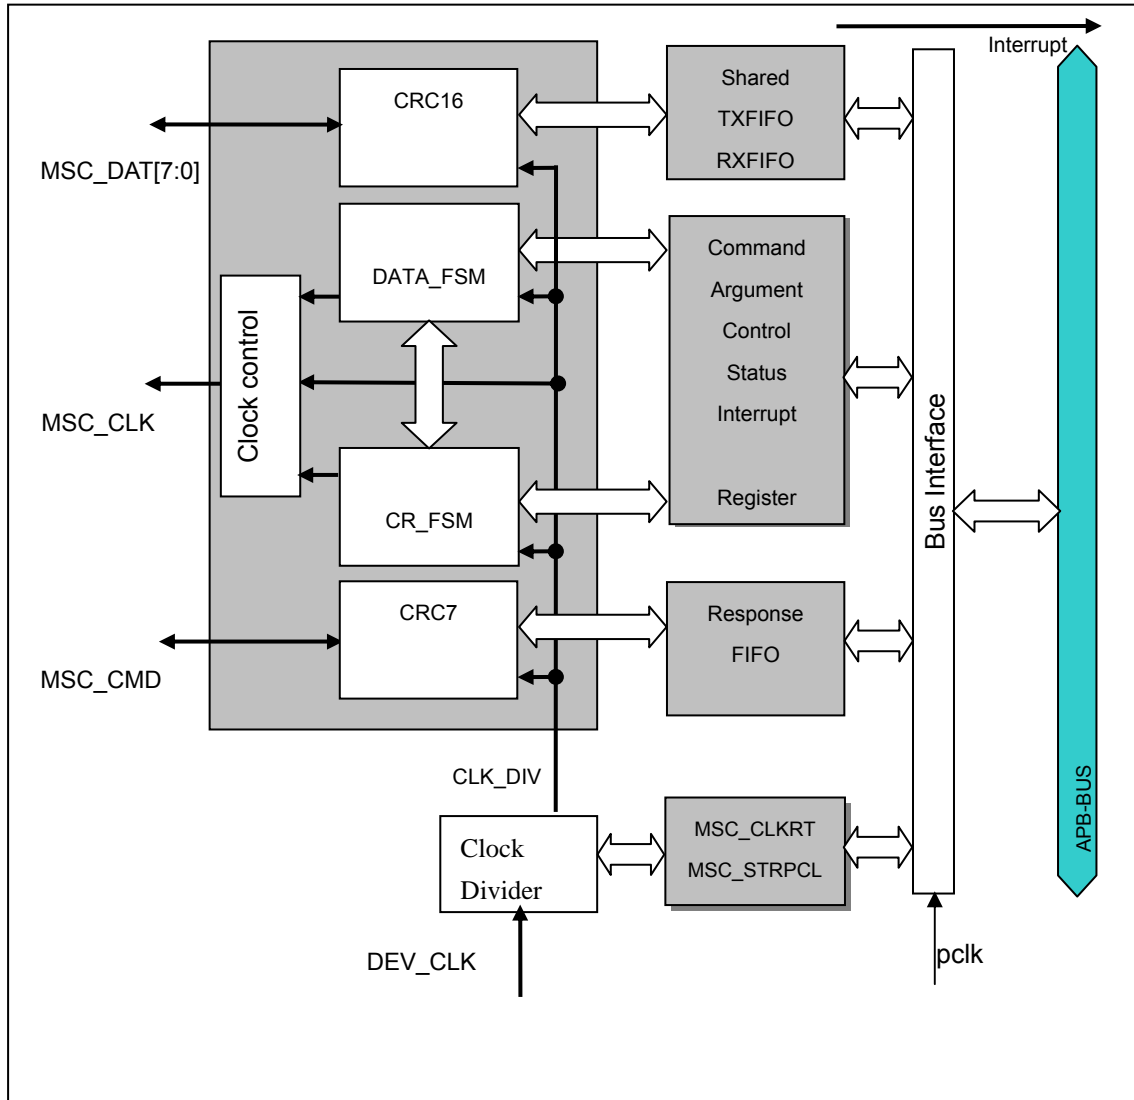 Interrupt
CRC16
Shared
TXFIFO
RXFIFO
MSC_DAT[7:0]
DATA_FSM
Command
Argument
Control
Status
Interrupt
Register
Clock control
MSC_CLK
CR_FSM
Bus Interface
CRC7
Response
FIFO
MSC_CMD
CLK_DIV
APB-BUS
Clock
Divider
MSC_CLKRT
MSC_STRPCL
DEV_CLK
pclk